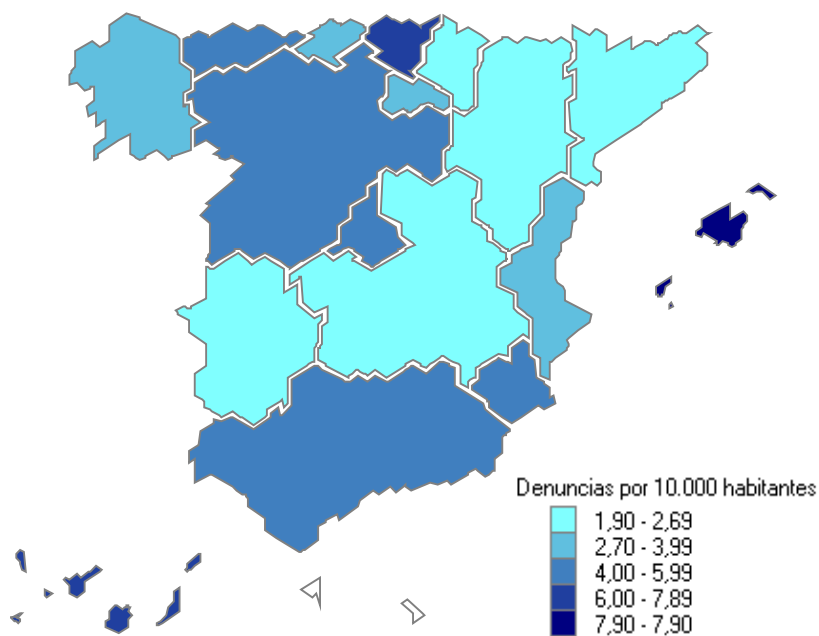 Denuncias por 10.000 habitantes
1,90 - 2,69
2,70 - 3,99
4,00 - 5,99
6,00 - 7,89
7,90 - 7,90